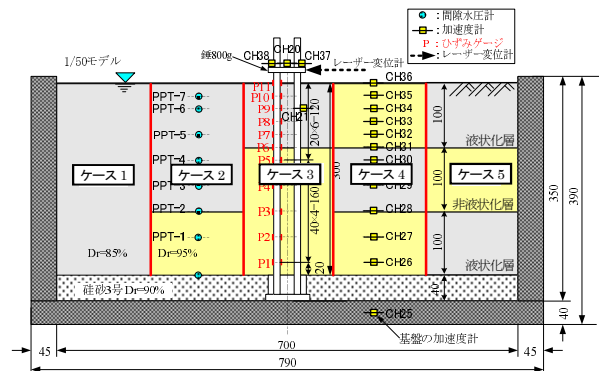 ：間隙水圧計
：加速度計
P：ひずみゲージ
：レーザー変位計
1/50モデル
錘800g
CH38
CH20
CH37
レーザー変位計
CH36
CH35
CH34
CH33
CH32
CH31
CH30
CH29
CH28
CH27
CH26
CH25
CH21
PPT-7
PPT-6
PPT-5
PPT-4
PPT-3
PPT-2
PPT-1
P11
P10
P9
P8
P7
P6
P5
P4
P3
P2
P1
20×6=120
40×4=160
300
20
100
100
100
40
350
390
40
液状化層
非液状化層
液状化層
ケース1
ケース2
ケース3
ケース4
ケース5
Dr=85%
Dr=95%
硅砂3号 Dr=90%
基盤の加速度計
45
700
45
790